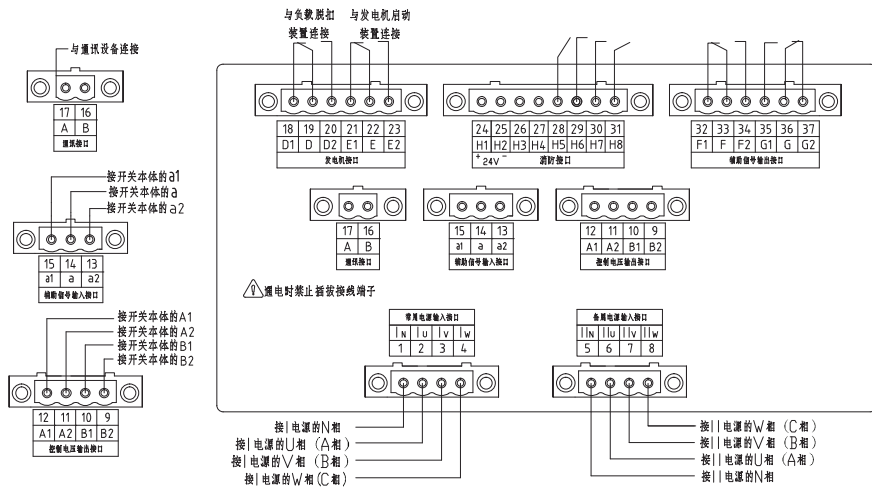 与通讯设备连接
17 16
A B
通讯接口
接开关本体的a1
接开关本体的a
接开关本体的a2
15 14 13
a1 a a2
辅助信号输入接口
接开关本体的A1
接开关本体的A2
接开关本体的B1
接开关本体的B2
12 11 10 9
A1 A2 B1 B2
控制电压输出接口
与负载脱扣
装置连接
与发电机启动
装置连接
18 19 20 21 22 23
D1 D D2 E1 E E2
发电机接口
24 25 26 27 28 29 30 31
H1 H2 H3 H4 H5 H6 H7 H8
+ 24V − 消防接口
32 33 34 35 36 37
F1 F F2 G1 G G2
辅助信号输出接口
17 16
A B
通讯接口
15 14 13
a1 a a2
辅助信号输入接口
12 11 10 9
A1 A2 B1 B2
控制电压输出接口
通电时禁止插拔接线端子
常用电源输入接口
IN IU IV IW
1 2 3 4
备用电源输入接口
IIN IIU IIV IIW
5 6 7 8
接I电源的N相
接I电源的U相（A相）
接I电源的V相（B相）
接I电源的W相（C相）
接II电源的W相（C相）
接II电源的V相（B相）
接II电源的U相（A相）
接II电源的N相